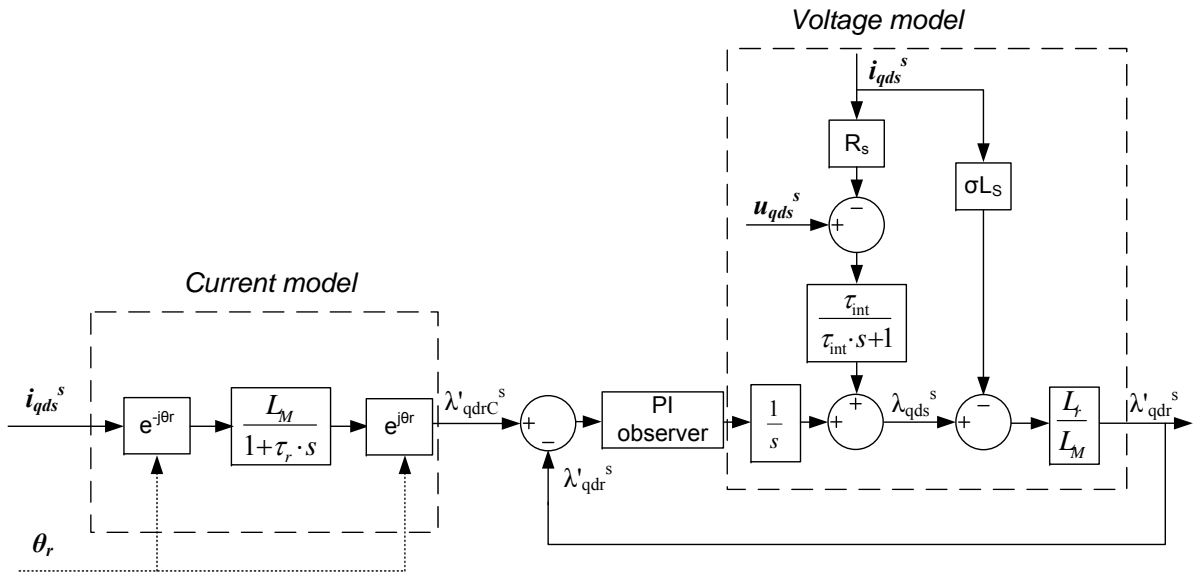 Voltage model
i_qds^s
R_s
σL_S
−
u_qds^s
+
Current model
τ_int
τ_int·s+1
i_qds^s
e^-jθr
L_M
1+τ_r·s
e^jθr
λ'_qdrC^s
+
−
PI
observer
1
s
+
+
λ_qds^s
−
+
L_r
L_M
λ'_qdr^s
λ'_qdr^s
θ_r